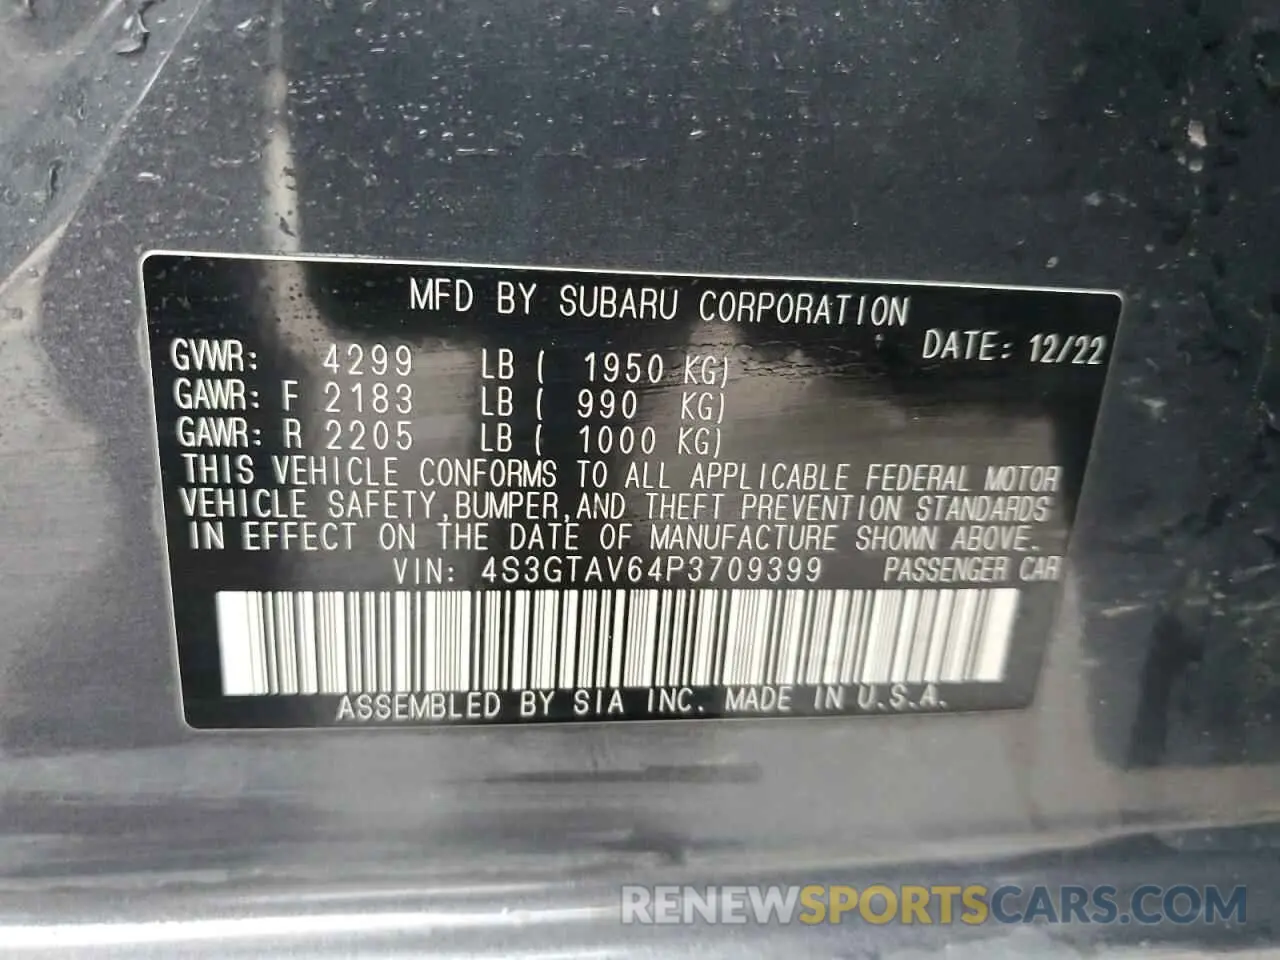 MFD BY SUBARU CORPORATION
DATE: 12/22
GVWR: 4299 LB ( 1950 KG)
GAWR: F 2183 LB ( 990 KG)
GAWR: R 2205 LB ( 1000 KG)
THIS VEHICLE CONFORMS TO ALL APPLICABLE FEDERAL MOTOR
VEHICLE SAFETY,BUMPER,AND THEFT PREVENTION STANDARDS
IN EFFECT ON THE DATE OF MANUFACTURE SHOWN ABOVE.
VIN: 4S3GTAV64P3709399 PASSENGER CAR
ASSEMBLED BY SIA INC. MADE IN U.S.A.
RENEWSPORTSCARS.COM